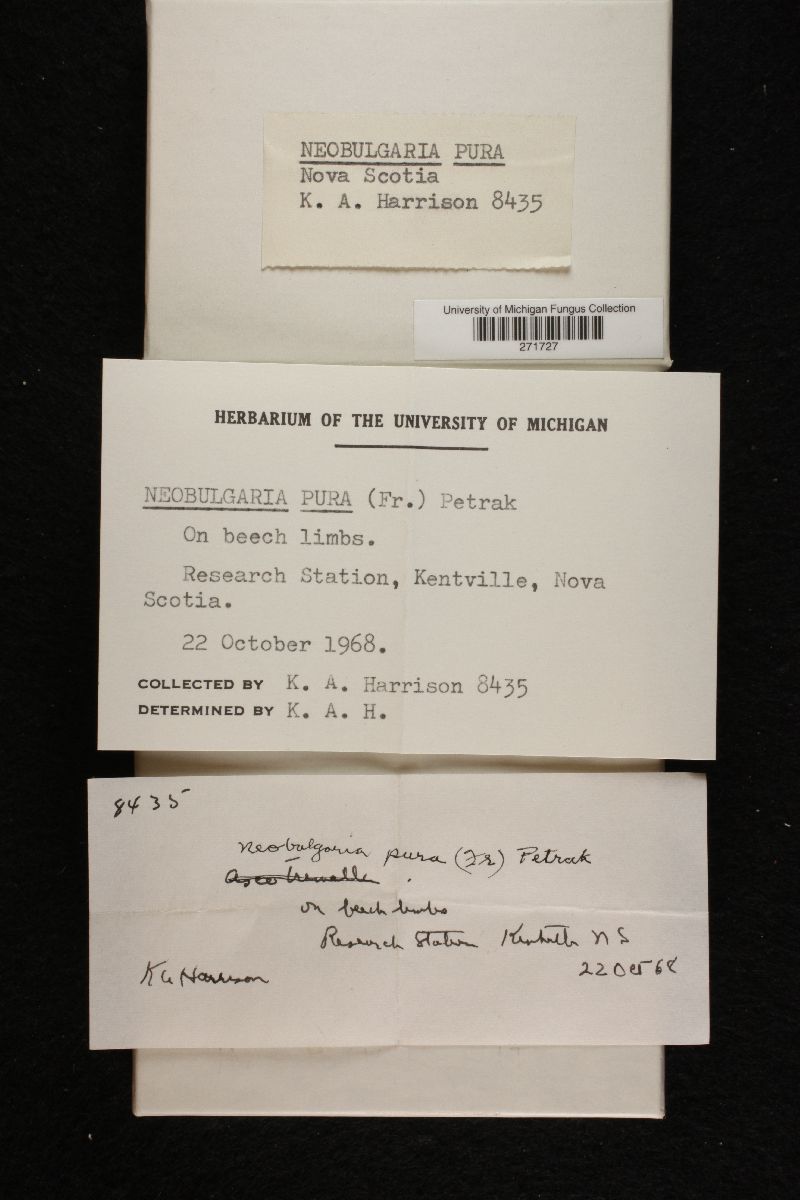 NEOBULGARIA PURA
Nova Scotia
K. A. Harrison 8435
University of Michigan Fungus Collection
271727
HERBARIUM OF THE UNIVERSITY OF MICHIGAN
NEOBULGARIA PURA (Fr.) Petrak
On beech limbs.
Research Station, Kentville, Nova
Scotia.
22 October 1968.
COLLECTED BY K. A. Harrison 8435
DETERMINED BY K. A. H.
8435
Neobulgaria pura (Fr) Petrak
Ascotremella
on beech limbs
Research Station Kentville NS
KA Harrison
22 Oct 68